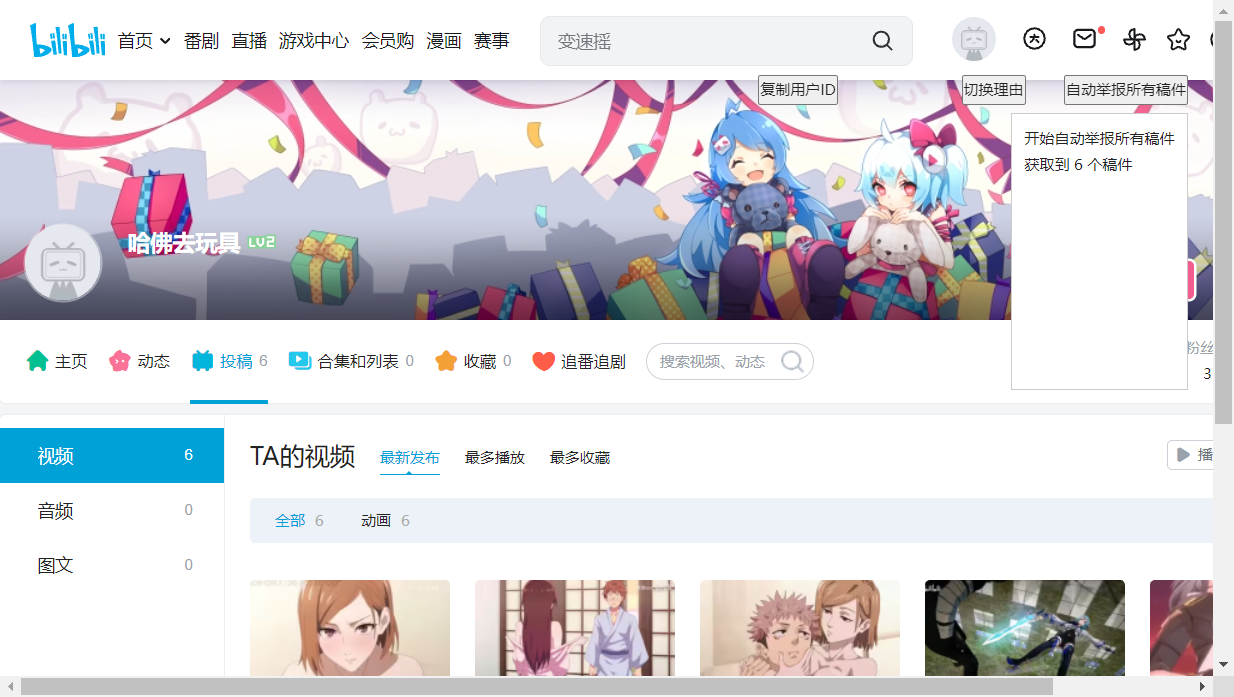 bilibili 首页 番剧 直播 游戏中心 会员购 漫画 赛事 变速摇
复制用户ID 切换理由 自动举报所有稿件
开始自动举报所有稿件
获取到 6 个稿件
哈佛去玩具 LV2
主页 动态 投稿 6 合集和列表 0 收藏 0 追番追剧 搜索视频、动态 粉丝
3
视频 6
音频 0
图文 0
TA的视频 最新发布 最多播放 最多收藏 播
全部 6 动画 6